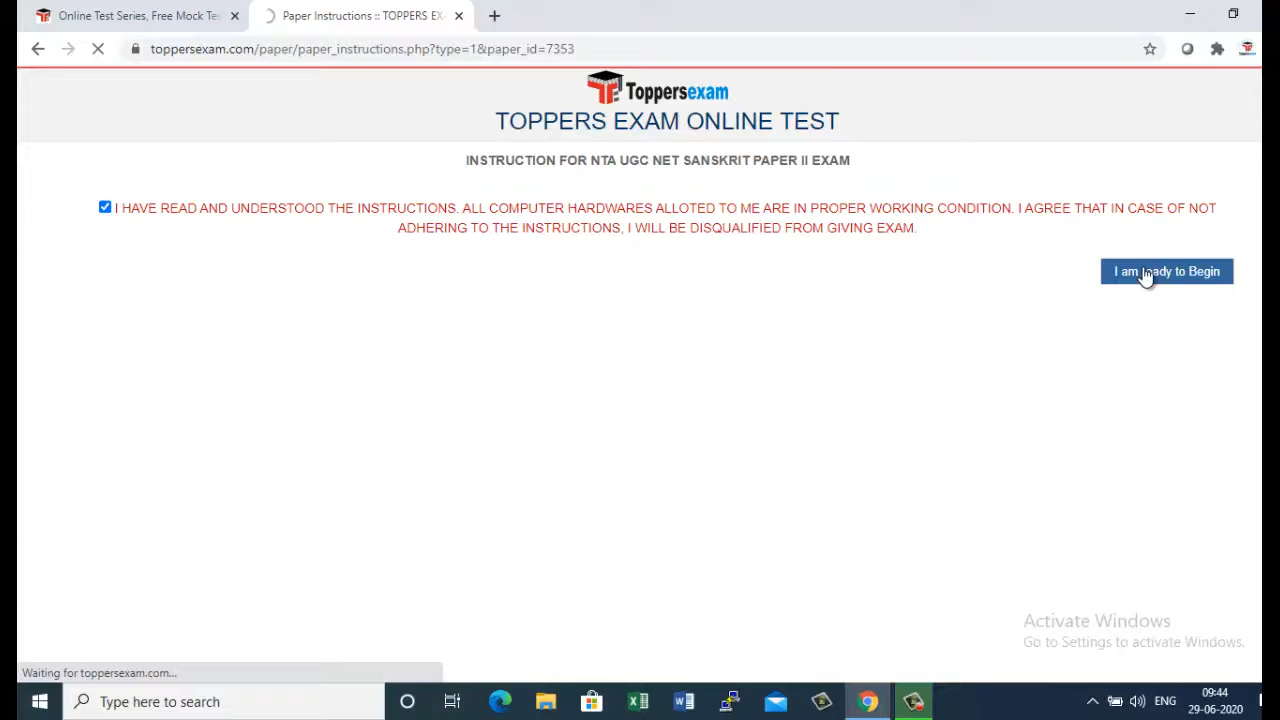 Online Test Series, Free Mock Tes
Paper Instructions :: TOPPERS EX
toppersexam.com/paper/paper_instructions.php?type=1&paper_id=7353
Toppersexam
TOPPERS EXAM ONLINE TEST
INSTRUCTION FOR NTA UGC NET SANSKRIT PAPER II EXAM
I HAVE READ AND UNDERSTOOD THE INSTRUCTIONS. ALL COMPUTER HARDWARES ALLOTED TO ME ARE IN PROPER WORKING CONDITION. I AGREE THAT IN CASE OF NOT
ADHERING TO THE INSTRUCTIONS, I WILL BE DISQUALIFIED FROM GIVING EXAM.
I am ready to Begin
Activate Windows
Go to Settings to activate Windows.
Waiting for toppersexam.com...
Type here to search
ENG
09:44
29-06-2020